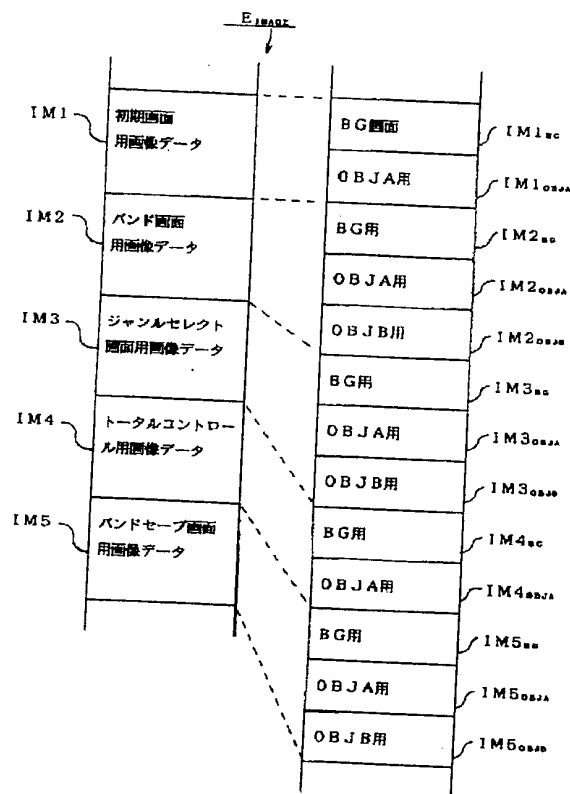 E IMAGE
IM1
初期画面
用画像データ
IM2
バンド画面
用画像データ
IM3
ジャンルセレクト
画面用画像データ
IM4
トータルコントロー
ル用画像データ
IM5
バンドセーブ画面
用画像データ
BG画面
IM1BG
OBJA用
IM1OBJA
BG用
IM2BG
OBJA用
IM2OBJA
OBJB用
IM2OBJB
BG用
IM3BG
OBJA用
IM3OBJA
OBJB用
IM3OBJB
BG用
IM4BG
OBJA用
IM4OBJA
BG用
IM5BG
OBJA用
IM5OBJA
OBJB用
IM5OBJB